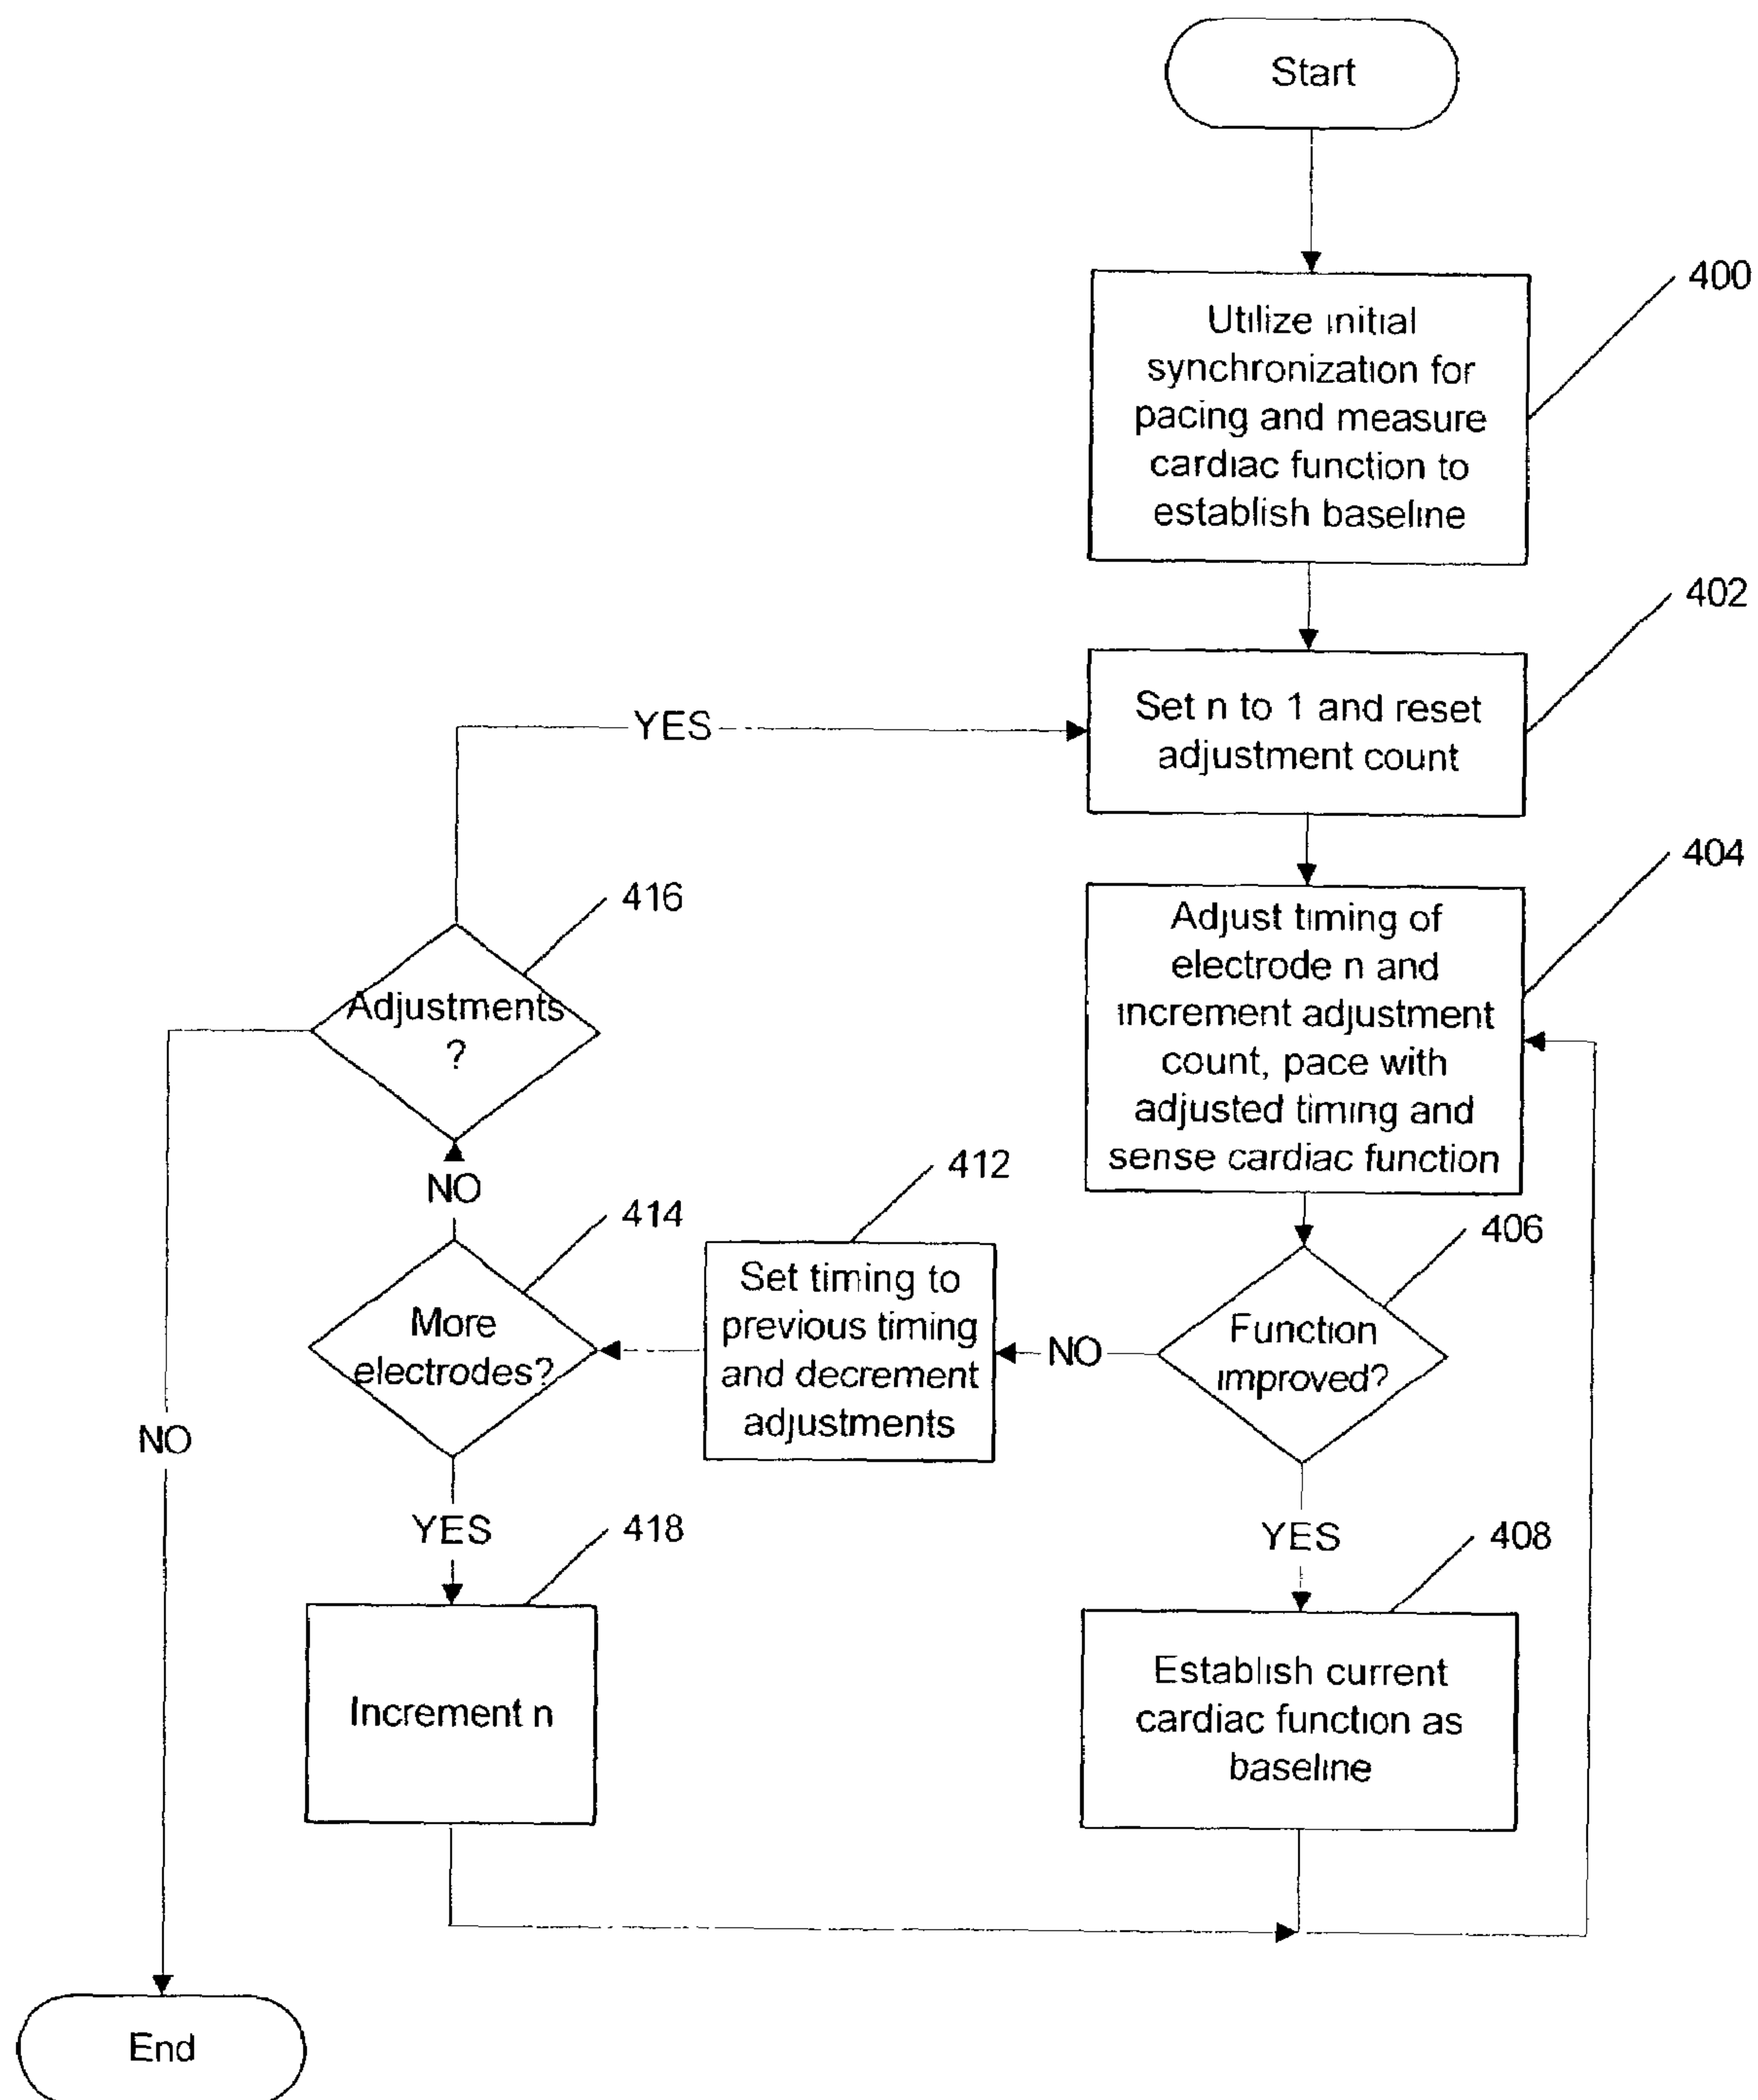 Start
400
Utilize initial
synchronization for
pacing and measure
cardiac function to
establish baseline
402
Set n to 1 and reset
adjustment count
YES
404
Adjust timing of
electrode n and
increment adjustment
count, pace with
adjusted timing and
sense cardiac function
416
Adjustments
?
NO
412
414
406
Set timing to
previous timing
and decrement
adjustments
More
electrodes?
Function
improved?
NO
NO
YES
418
YES
408
Increment n
Establish current
cardiac function as
baseline
End